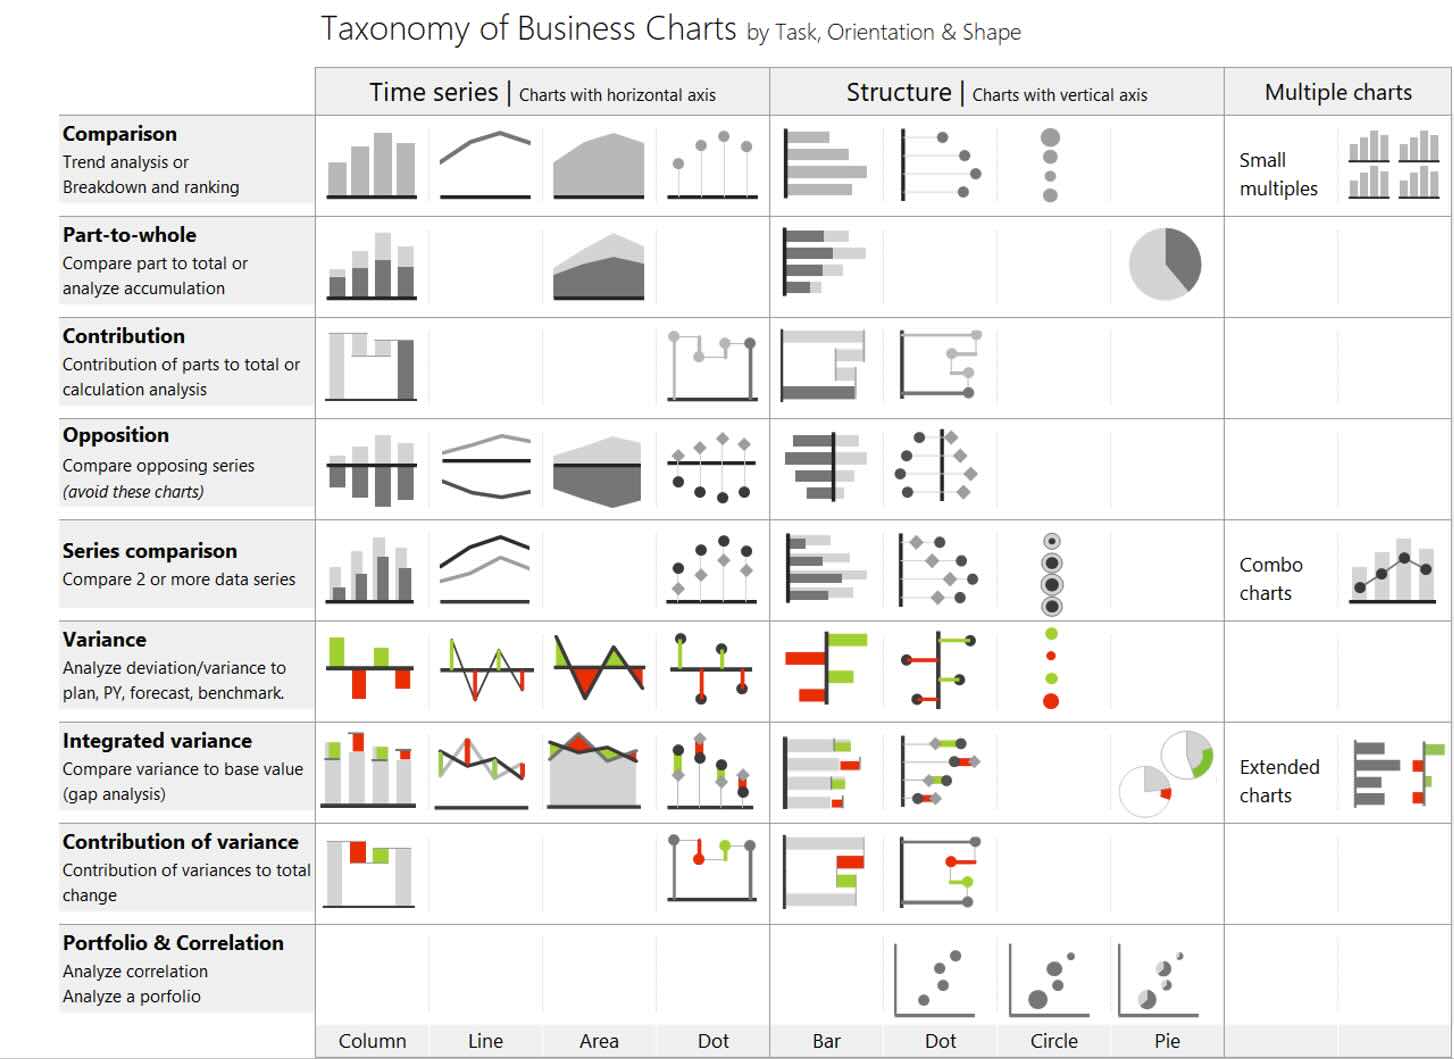 Taxonomy of Business Charts by Task, Orientation & Shape
Time series | Charts with horizontal axis
Structure | Charts with vertical axis
Multiple charts
Comparison
Trend analysis or
Breakdown and ranking
Small
multiples
Part-to-whole
Compare part to total or
analyze accumulation
Contribution
Contribution of parts to total or
calculation analysis
Opposition
Compare opposing series
(avoid these charts)
Series comparison
Compare 2 or more data series
Combo
charts
Variance
Analyze deviation/variance to
plan, PY, forecast, benchmark.
Integrated variance
Compare variance to base value
(gap analysis)
Extended
charts
Contribution of variance
Contribution of variances to total
change
Portfolio & Correlation
Analyze correlation
Analyze a porfolio
Column
Line
Area
Dot
Bar
Dot
Circle
Pie